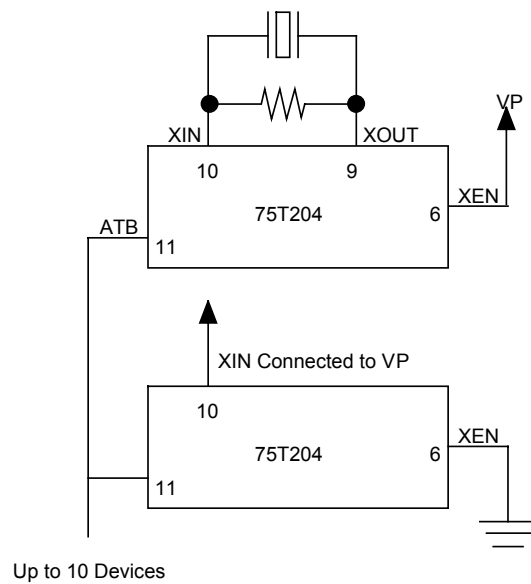 VP
XIN XOUT
10 9
XEN
75T204 6
ATB
11
XIN Connected to VP
10
XEN
75T204 6
11
Up to 10 Devices